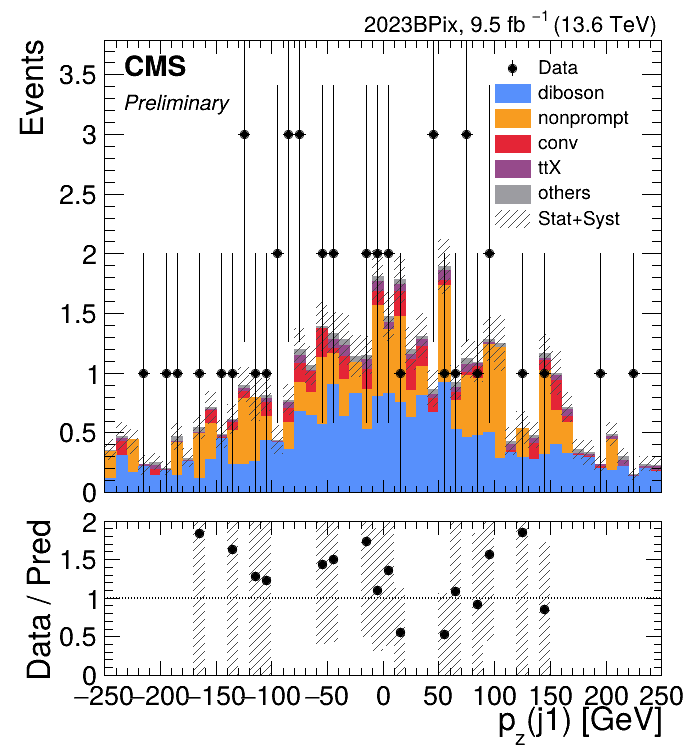 2023BPix, 9.5 fb⁻¹ (13.6 TeV)
Events
CMS
Preliminary
Data
diboson
nonprompt
conv
ttX
others
Stat+Syst
3.5
3
2.5
2
1.5
1
0.5
0
Data / Pred
2
1.5
1
0.5
0
−250 −200 −150 −100 −50 0 50 100 150 200 250
p_z(j1) [GeV]